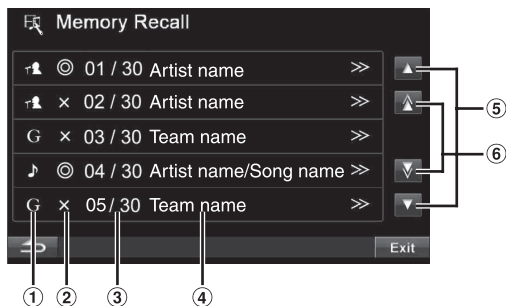 Memory Recall
T ◎ 01 / 30 Artist name >>
T × 02 / 30 Artist name >>
G × 03 / 30 Team name >>
♪ ◎ 04 / 30 Artist name/Song name >>
G × 05/ 30 Team name >>
Exit
⑤
⑥
① ② ③ ④